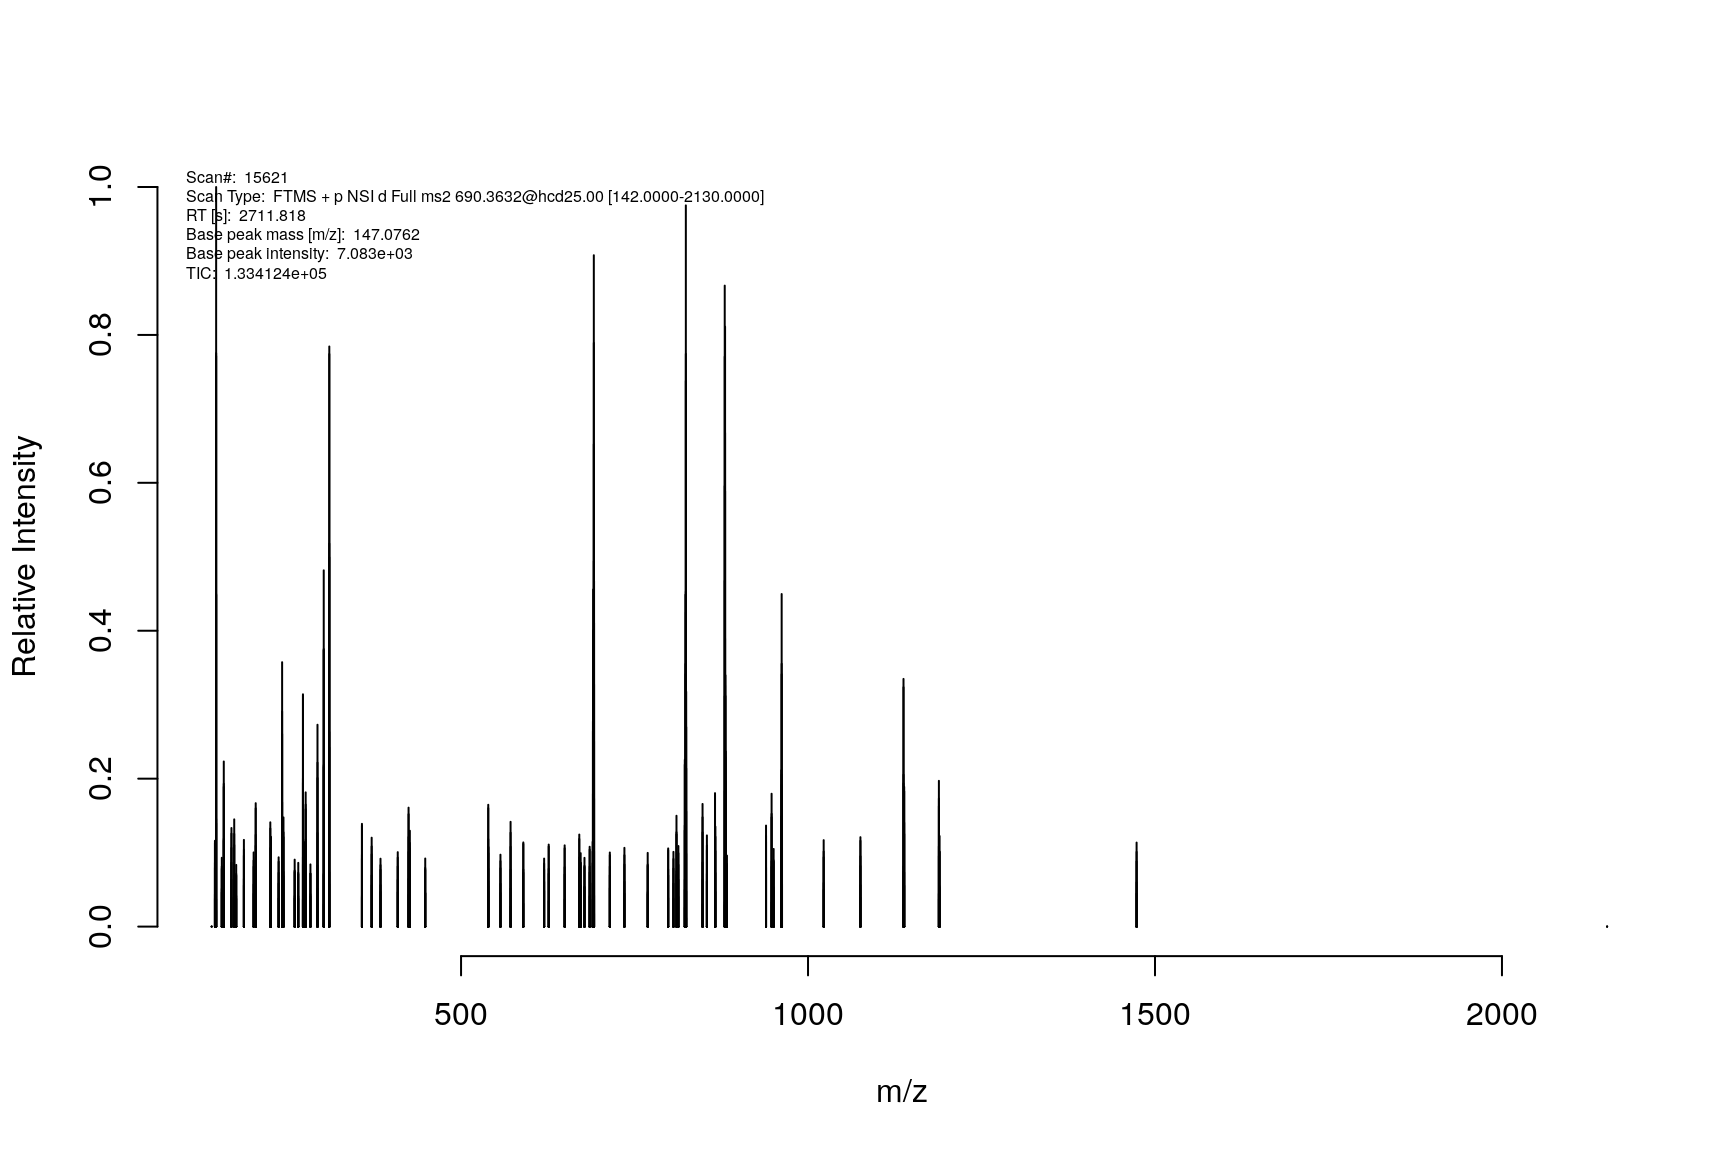 Scan#: 15621
Scan Type: FTMS + p NSI d Full ms2 690.3632@hcd25.00 [142.0000-2130.0000]
RT [s]: 2711.818
Base peak mass [m/z]: 147.0762
Base peak intensity: 7.083e+03
TIC: 1.334124e+05
1.0
0.8
0.6
0.4
0.2
0.0
Relative Intensity
500 1000 1500 2000
m/z